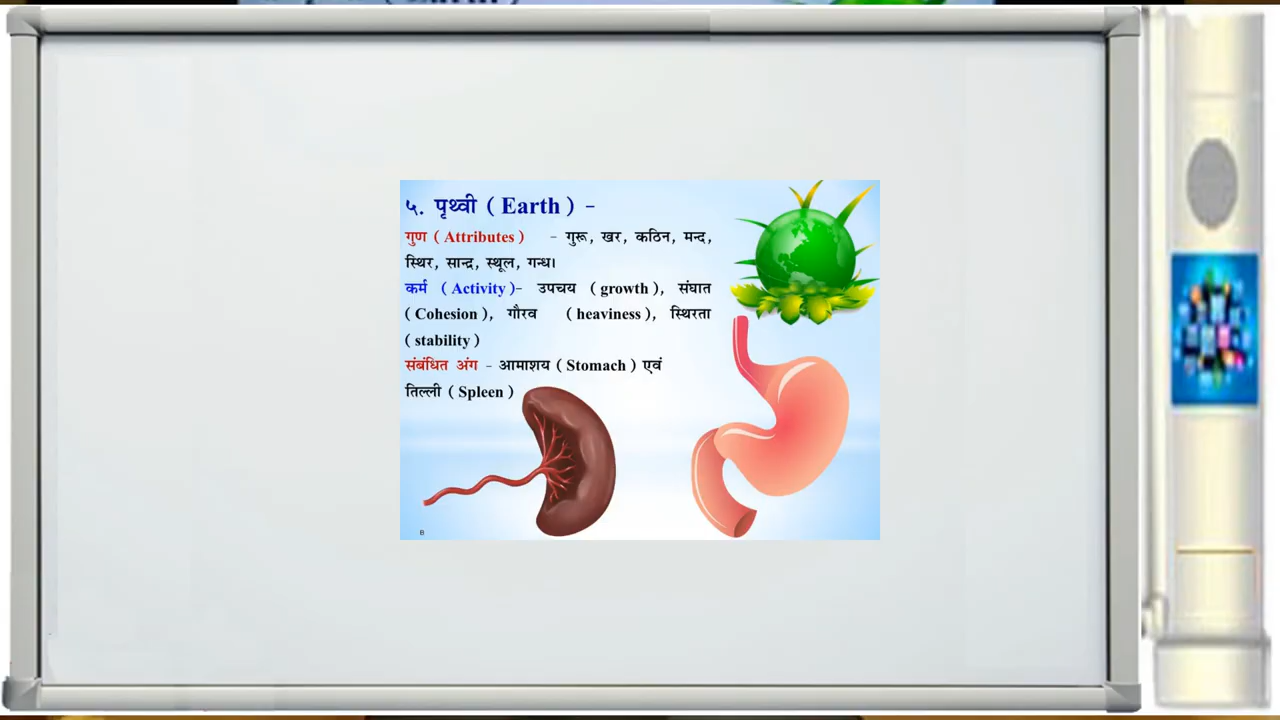 ५. पृथ्वी ( Earth ) -
गुण ( Attributes ) - गुरू, खर, कठिन, मन्द,
स्थिर, सान्द्र, स्थूल, गन्ध।
कर्म ( Activity )- उपचय ( growth ), संघात
( Cohesion ), गौरव ( heaviness ), स्थिरता
( stability )
संबंधित अंग - आमाशय ( Stomach ) एवं
तिल्ली ( Spleen )
8